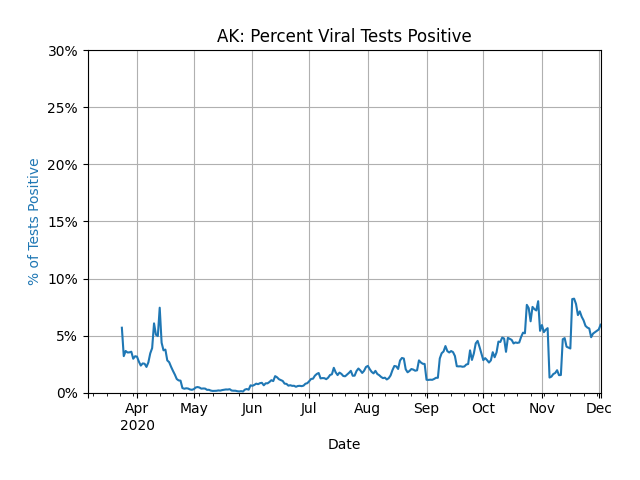 AK: Percent Viral Tests Positive
30%
25%
20%
15%
10%
5%
0%
% of Tests Positive
Apr May Jun Jul Aug Sep Oct Nov Dec
2020
Date